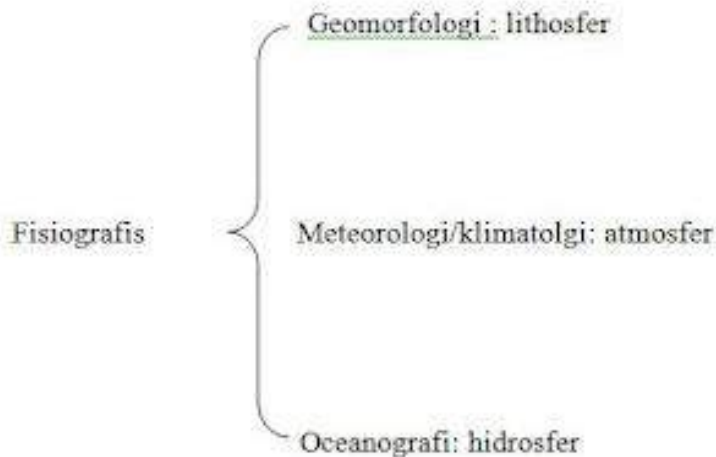 Geomorfologi : lithosfer
Fisiografis
Meteorologi/klimatolgi: atmosfer
Oceanografi: hidrosfer